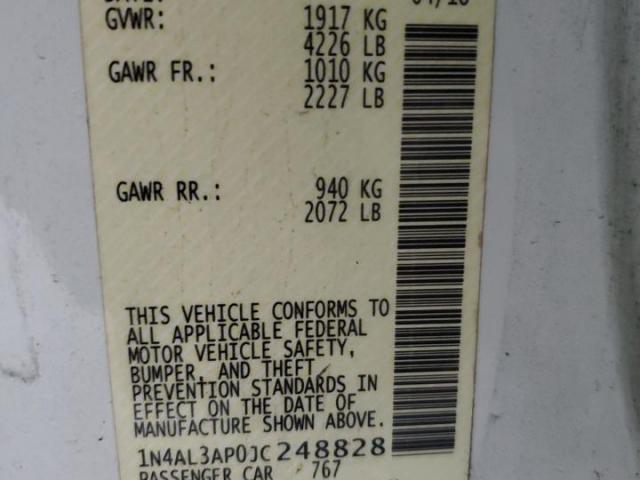 GVWR: 1917 KG
4226 LB
GAWR FR.: 1010 KG
2227 LB
GAWR RR.: 940 KG
2072 LB
THIS VEHICLE CONFORMS TO
ALL APPLICABLE FEDERAL
MOTOR VEHICLE SAFETY,
BUMPER, AND THEFT
PREVENTION STANDARDS IN
EFFECT ON THE DATE OF
MANUFACTURE SHOWN ABOVE.
1N4AL3AP0JC248828
PASSENGER CAR 767